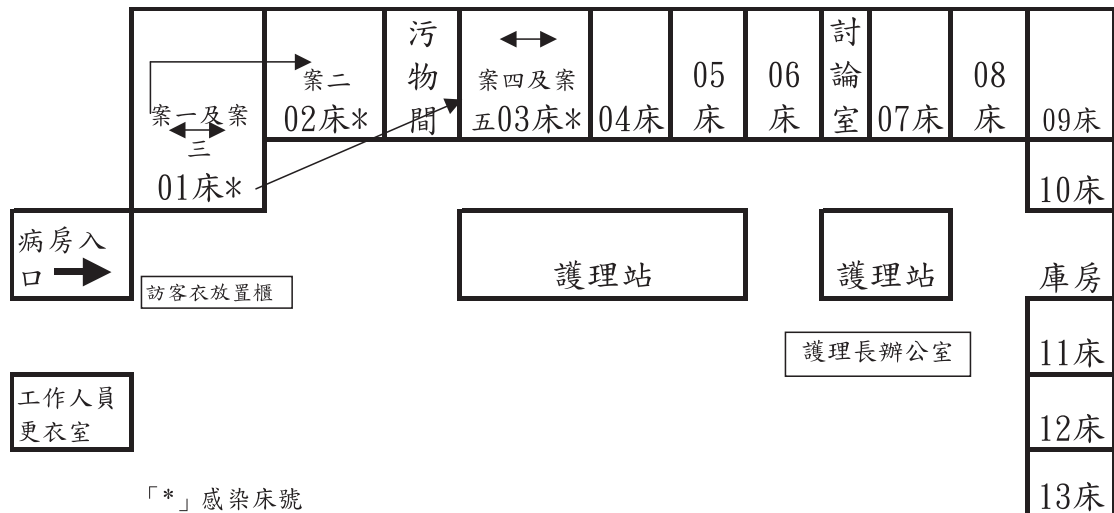 案一及案
三
01床*
案二
02床*
污物間
案四及案
五03床*
04床
05
床
06
床
討論室
07床
08
床
09床
10床
病房入
口
訪客衣放置櫃
護理站
護理站
庫房
護理長辦公室
11床
工作人員
更衣室
12床
13床
「*」感染床號